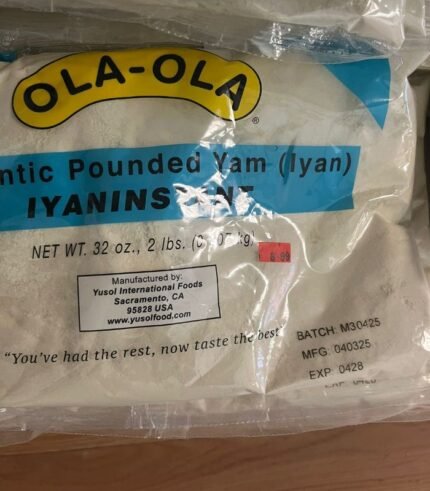 OLA-OLA
®
ntic Pounded Yam (Iyan)
IYANINS
NET WT. 32 oz., 2 lbs.
Manufactured by:
Yusol International Foods
Sacramento, CA
95828 USA
www.yusolfood.com
"You've had the rest, now taste the best"
BATCH M30425
MFG 040325
EXP 0428